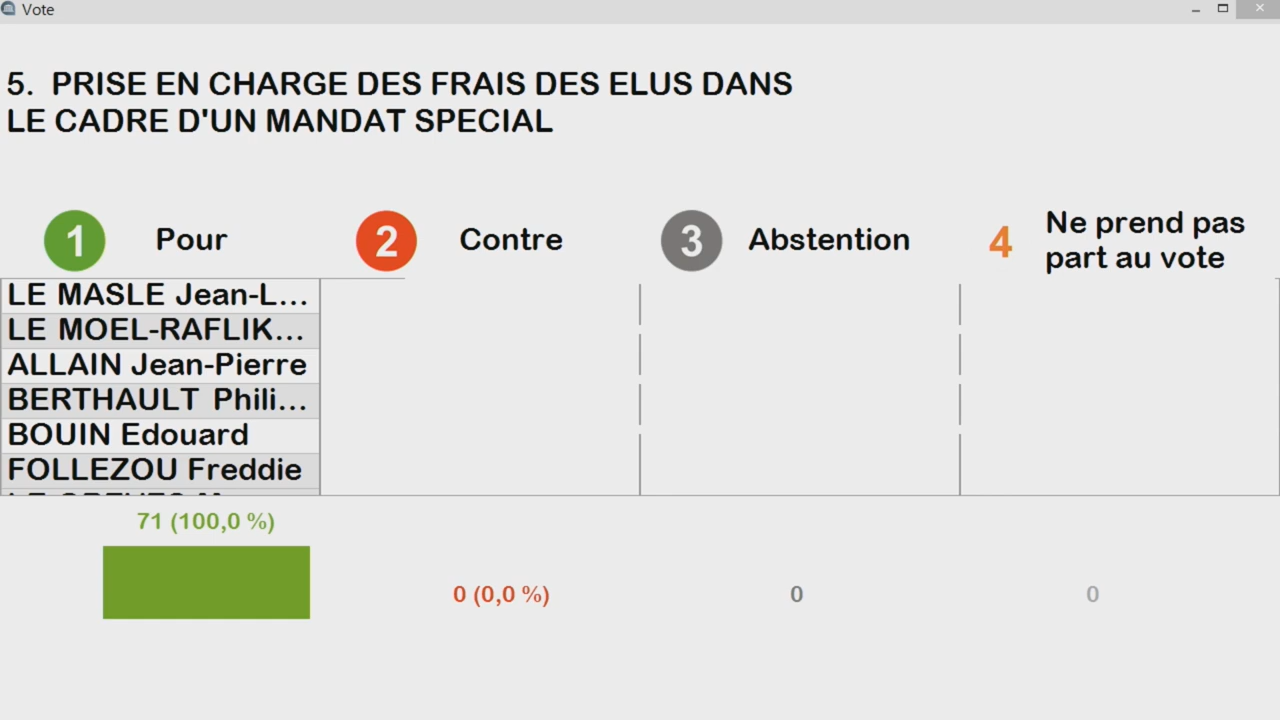 Vote
5. PRISE EN CHARGE DES FRAIS DES ELUS DANS
LE CADRE D'UN MANDAT SPECIAL
1 Pour
2 Contre
3 Abstention
4 Ne prend pas
part au vote
LE MASLE Jean-L...
LE MOEL-RAFLIK...
ALLAIN Jean-Pierre
BERTHAULT Phili...
BOUIN Edouard
FOLLEZOU Freddie
71 (100,0 %)
0 (0,0 %)
0
0